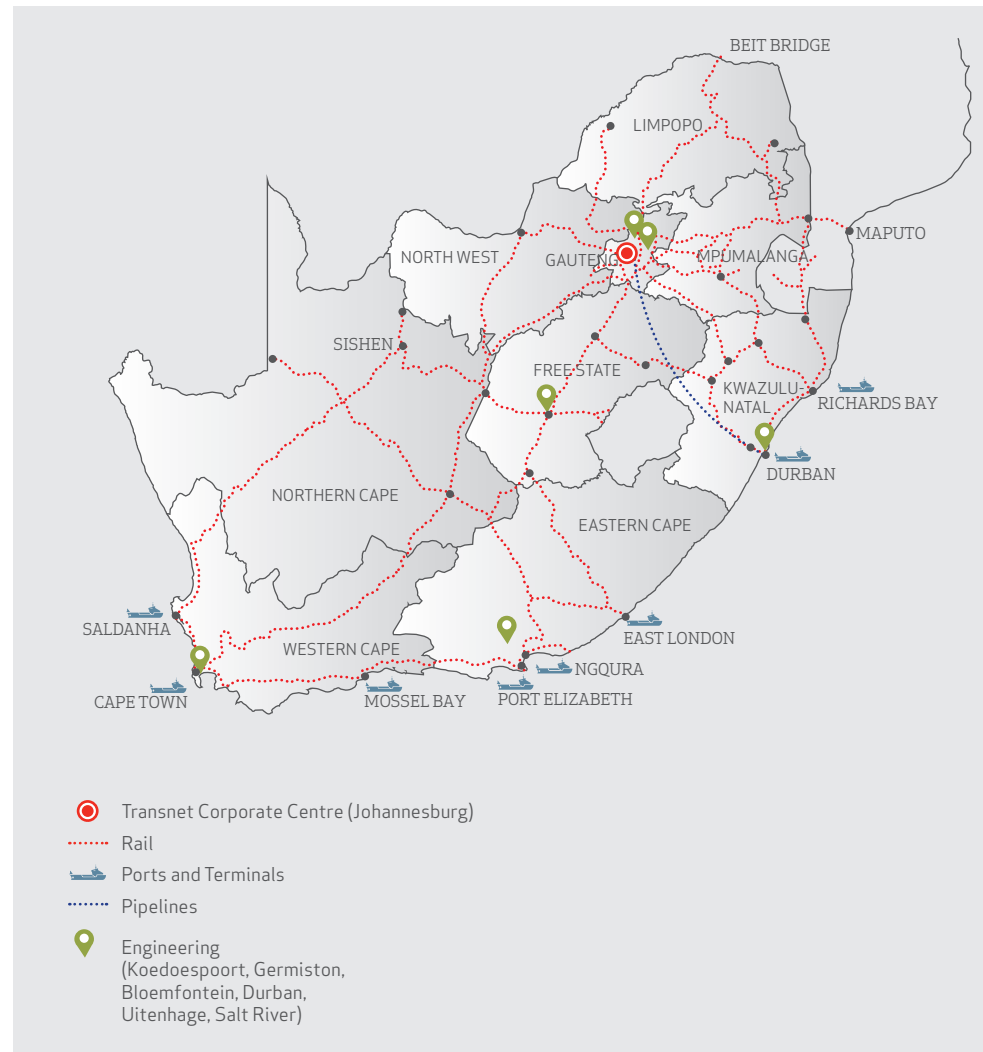 BEIT BRIDGE
LIMPOPO
MAPUTO
NORTH WEST
GAUTENG
MPUMALANGA
SISHEN
FREE STATE
KWAZULU-
NATAL
RICHARDS BAY
DURBAN
NORTHERN CAPE
EASTERN CAPE
SALDANHA
EAST LONDON
WESTERN CAPE
NGQURA
CAPE TOWN
MOSSEL BAY
PORT ELIZABETH
Transnet Corporate Centre (Johannesburg)
Rail
Ports and Terminals
Pipelines
Engineering
(Koedoespoort, Germiston,
Bloemfontein, Durban,
Uitenhage, Salt River)